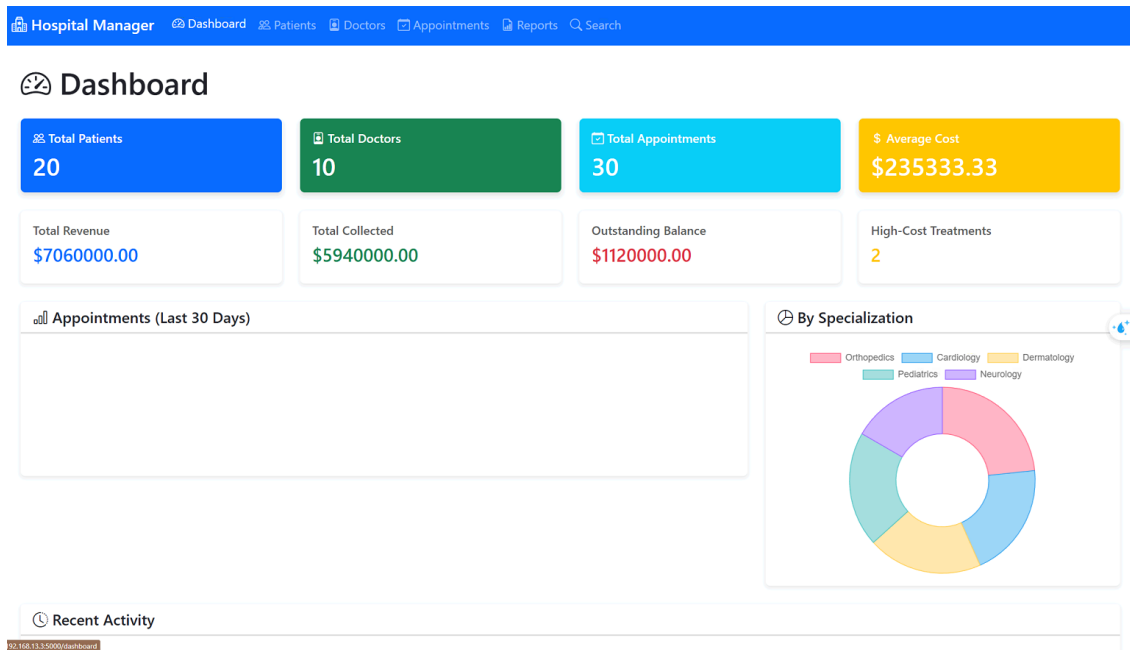 Hospital Manager Dashboard Patients Doctors Appointments Reports Search
Dashboard
Total Patients
20
Total Doctors
10
Total Appointments
30
$ Average Cost
$235333.33
Total Revenue
$7060000.00
Total Collected
$5940000.00
Outstanding Balance
$1120000.00
High-Cost Treatments
2
Appointments (Last 30 Days)
By Specialization
Orthopedics Cardiology Dermatology
Pediatrics Neurology
Recent Activity
92.168.13.3:5000/dashboard